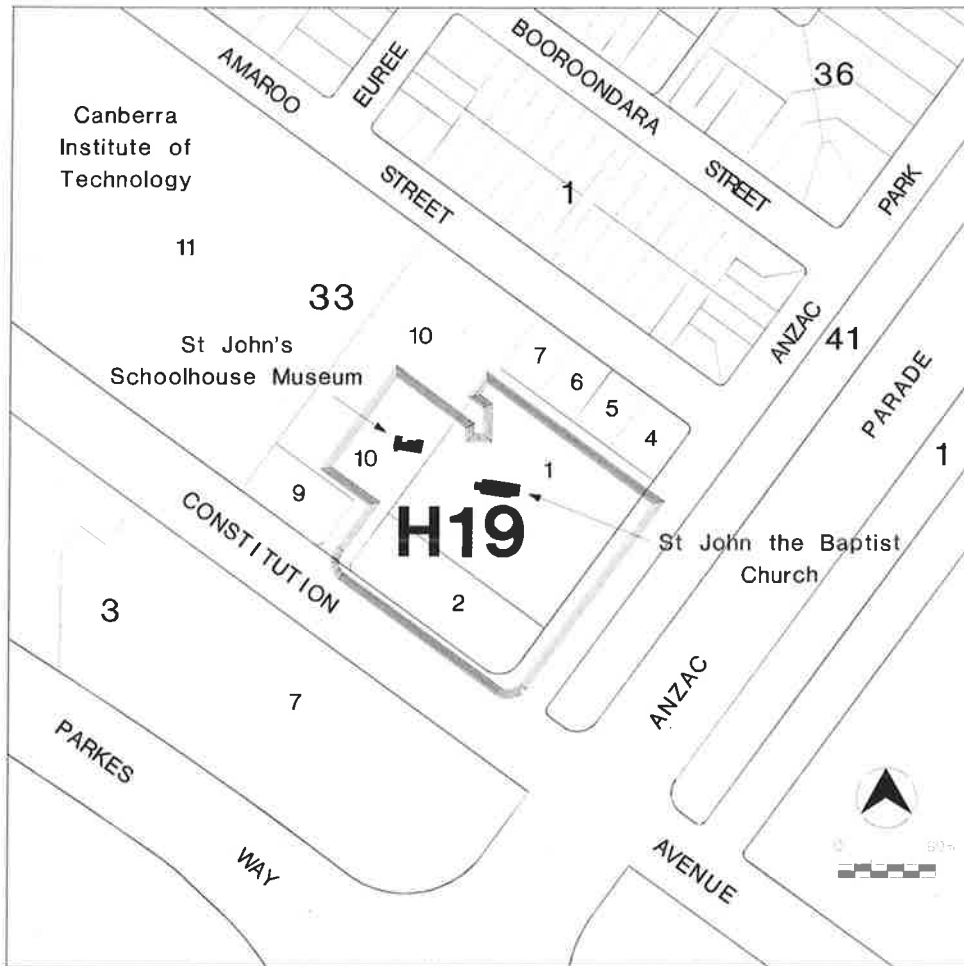 AMAROO
STREET
EUREE
BOOROONDARA
STREET
36
PARK
ANZAC
Canberra
Institute of
Technology
11
33
1
41
PARADE
1
ANZAC
St John's
Schoolhouse Museum
10
7
6
5
4
10
9
1
H19
St John the Baptist
Church
2
CONSTITUTION
AVENUE
3
7
PARKES
WAY
0